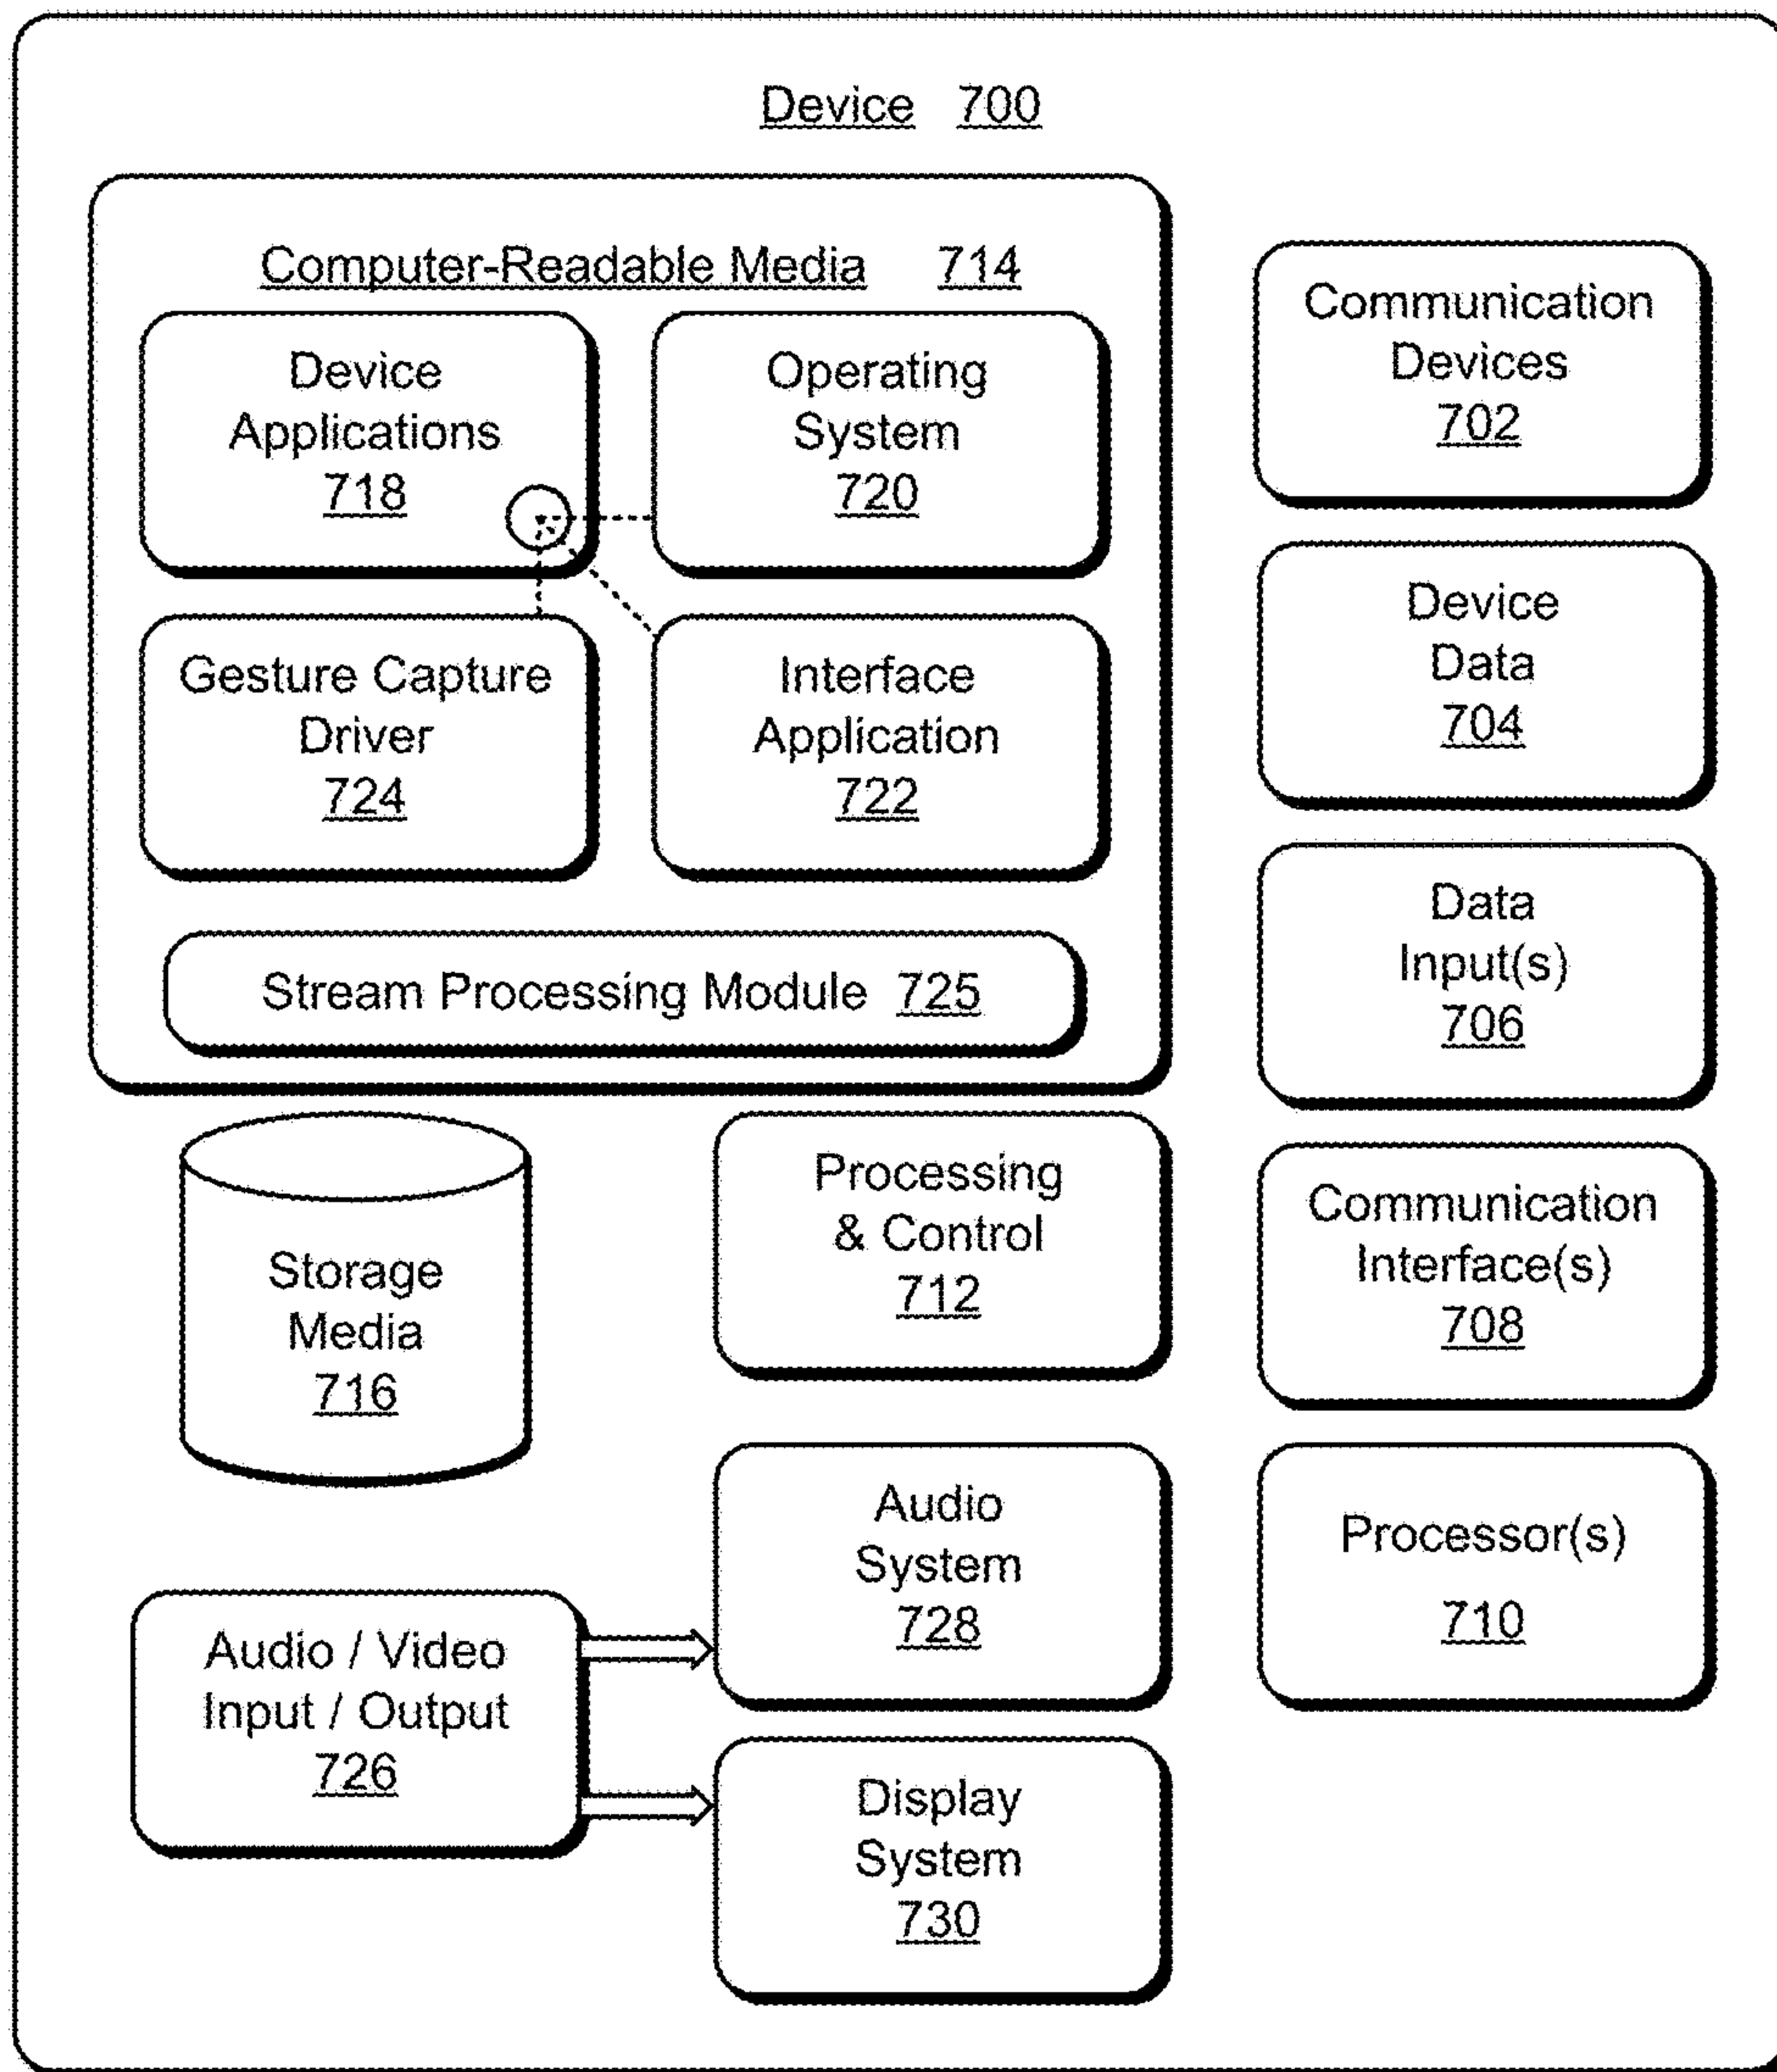 Device 700
Computer-Readable Media 714
Device
Applications
718
Operating
System
720
Gesture Capture
Driver
724
Interface
Application
722
Stream Processing Module 725
Communication
Devices
702
Device
Data
704
Data
Input(s)
706
Communication
Interface(s)
708
Processor(s)
710
Storage
Media
716
Processing
& Control
712
Audio / Video
Input / Output
726
Audio
System
728
Display
System
730